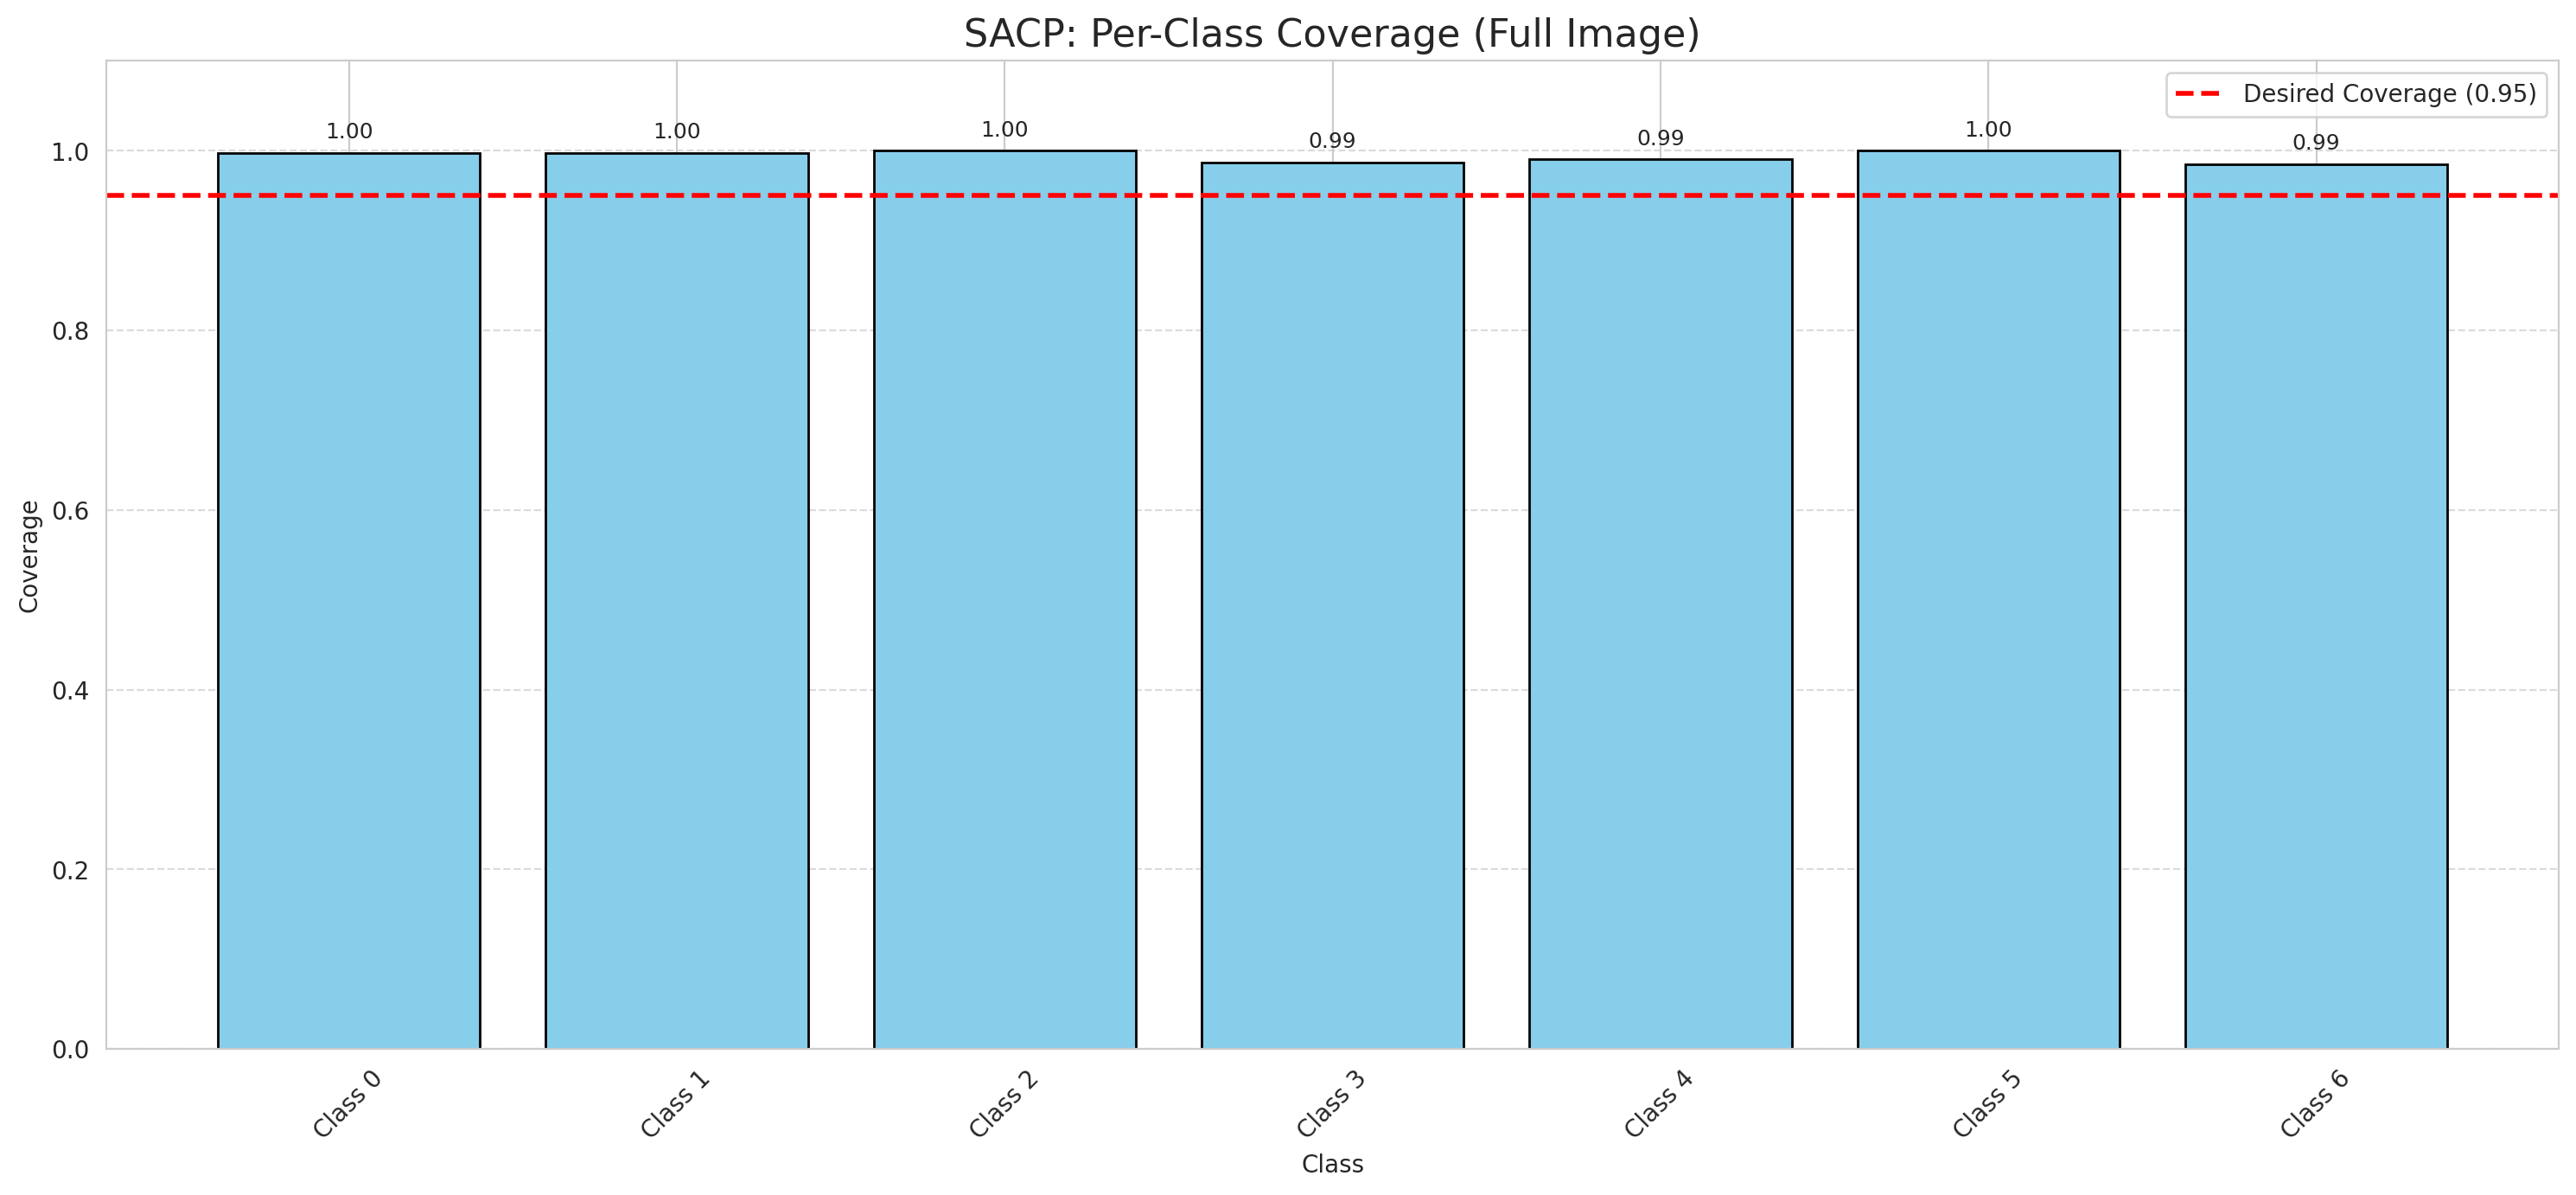 SACP: Per-Class Coverage (Full Image)
Desired Coverage (0.95)
1.00
1.00
1.00
0.99
0.99
1.00
0.99
1.0
0.8
0.6
0.4
0.2
0.0
Coverage
Class 0
Class 1
Class 2
Class 3
Class 4
Class 5
Class 6
Class